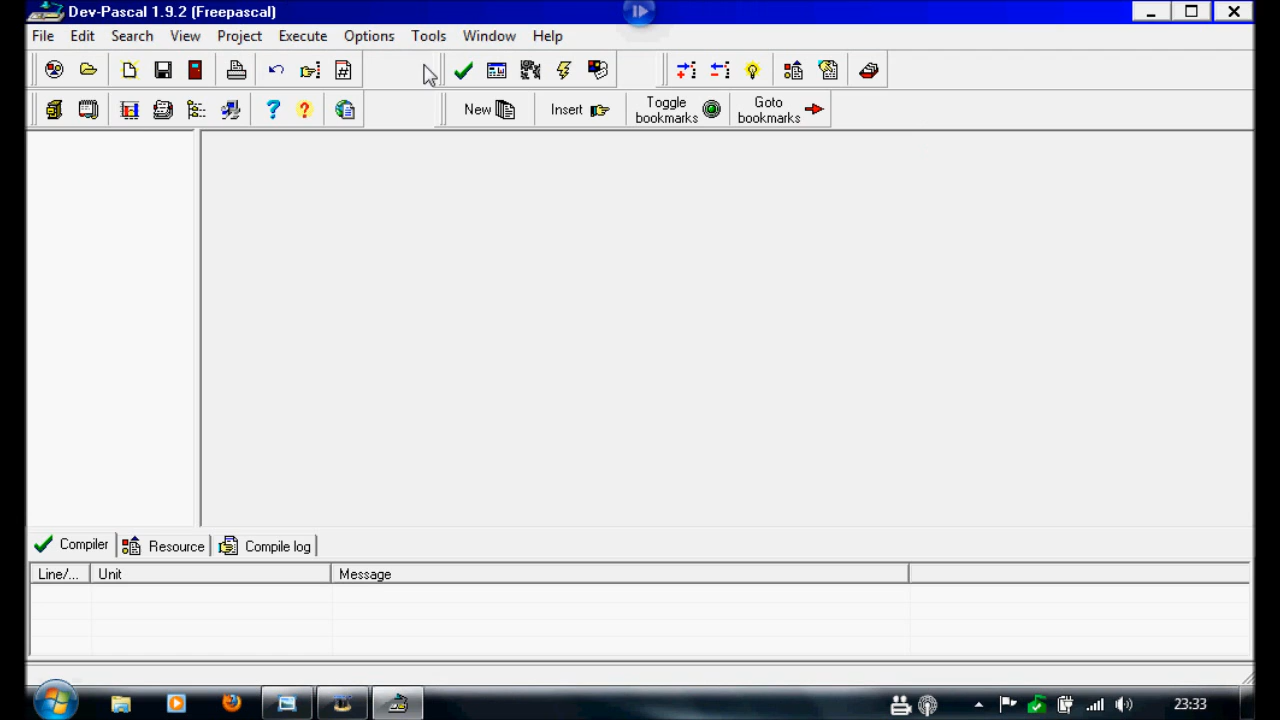 Dev-Pascal 1.9.2 (Freepascal)
File Edit Search View Project Execute Options Tools Window Help
New Insert Toggle bookmarks Goto bookmarks
Compiler Resource Compile log
Line/... Unit Message
23:33